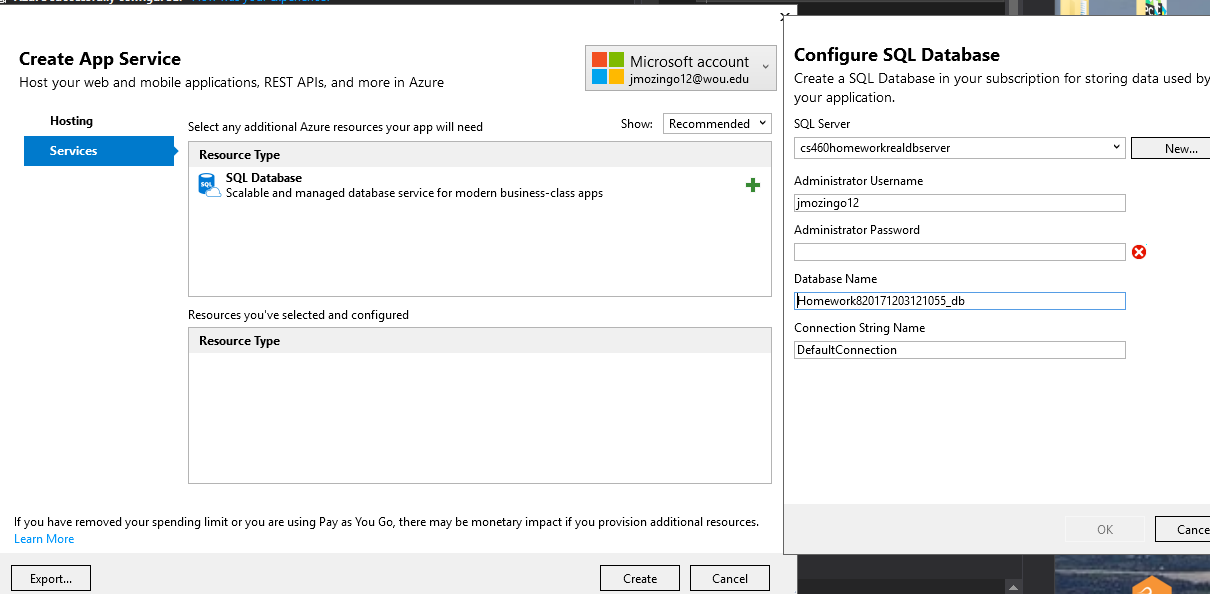 Create App Service
Host your web and mobile applications, REST APIs, and more in Azure
Microsoft account
jmozingo12@wou.edu
Hosting
Services
Select any additional Azure resources your app will need
Show:
Recommended
Resource Type
SQL
SQL Database
Scalable and managed database service for modern business-class apps
Resources you've selected and configured
Resource Type
If you have removed your spending limit or you are using Pay as You Go, there may be monetary impact if you provision additional resources.
Learn More
Export...
Create
Cancel
Configure SQL Database
Create a SQL Database in your subscription for storing data used by
your application.
SQL Server
cs460homeworkrealdbserver
New...
Administrator Username
jmozingo12
Administrator Password
Database Name
Homework820171203121055_db
Connection String Name
DefaultConnection
OK
Cance